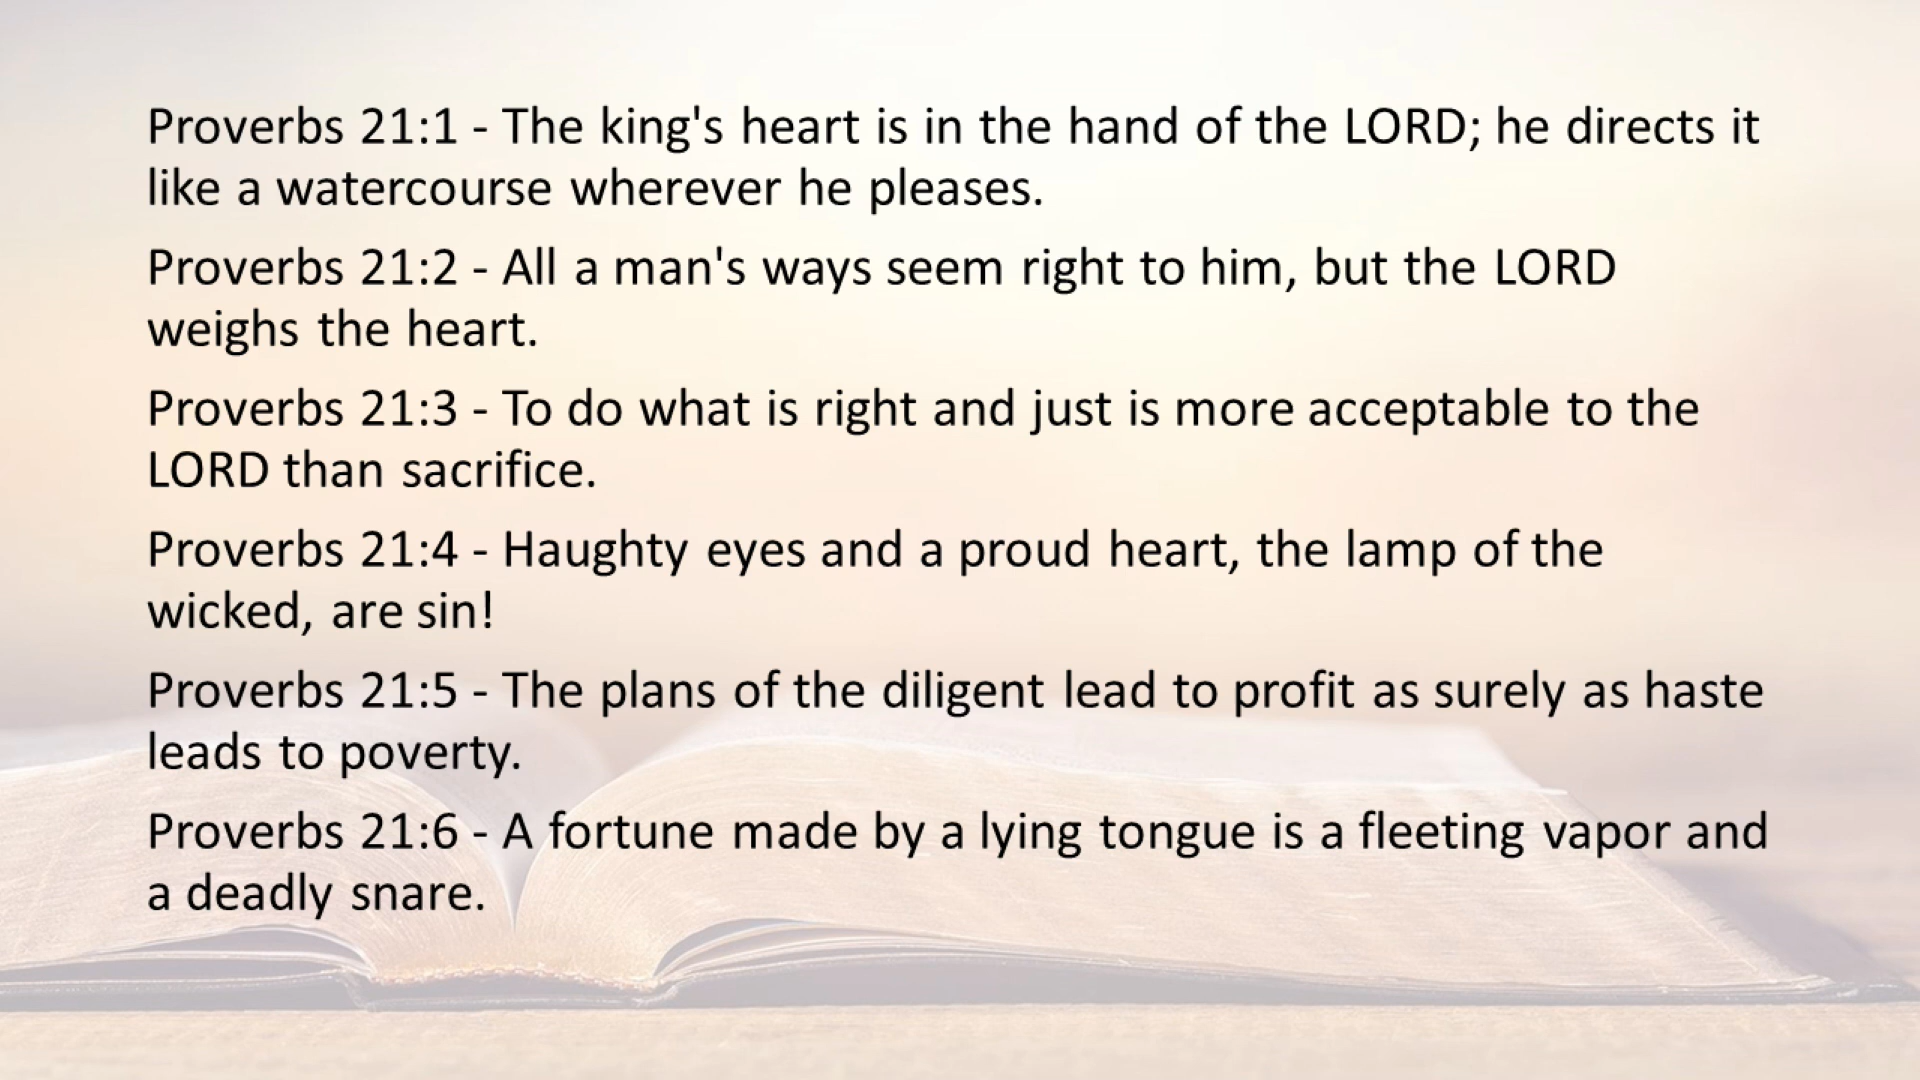 Proverbs 21:1 - The king's heart is in the hand of the LORD; he directs it
like a watercourse wherever he pleases.
Proverbs 21:2 - All a man's ways seem right to him, but the LORD
weighs the heart.
Proverbs 21:3 - To do what is right and just is more acceptable to the
LORD than sacrifice.
Proverbs 21:4 - Haughty eyes and a proud heart, the lamp of the
wicked, are sin!
Proverbs 21:5 - The plans of the diligent lead to profit as surely as haste
leads to poverty.
Proverbs 21:6 - A fortune made by a lying tongue is a fleeting vapor and
a deadly snare.